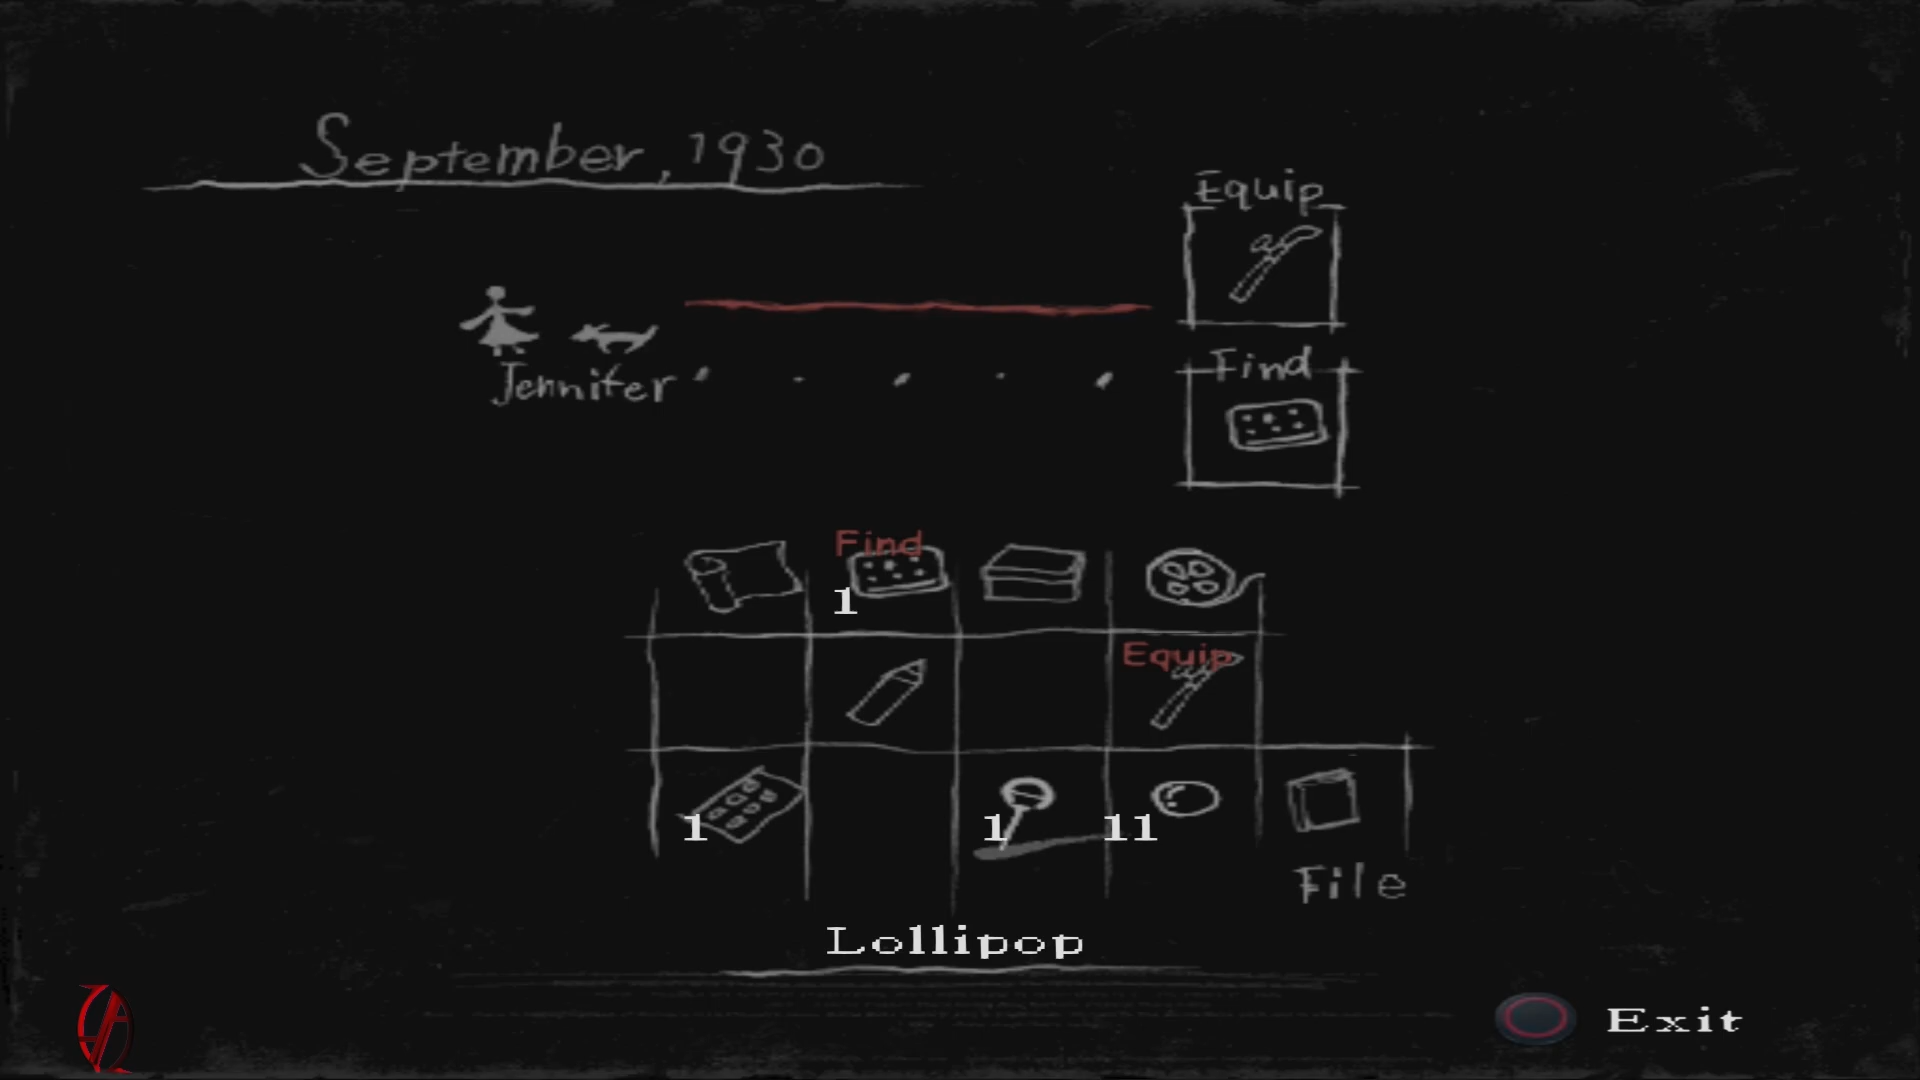 September, 1930
Equip
Jennifer
Find
Find
1
Equip
1
1
11
File
Lollipop
Exit